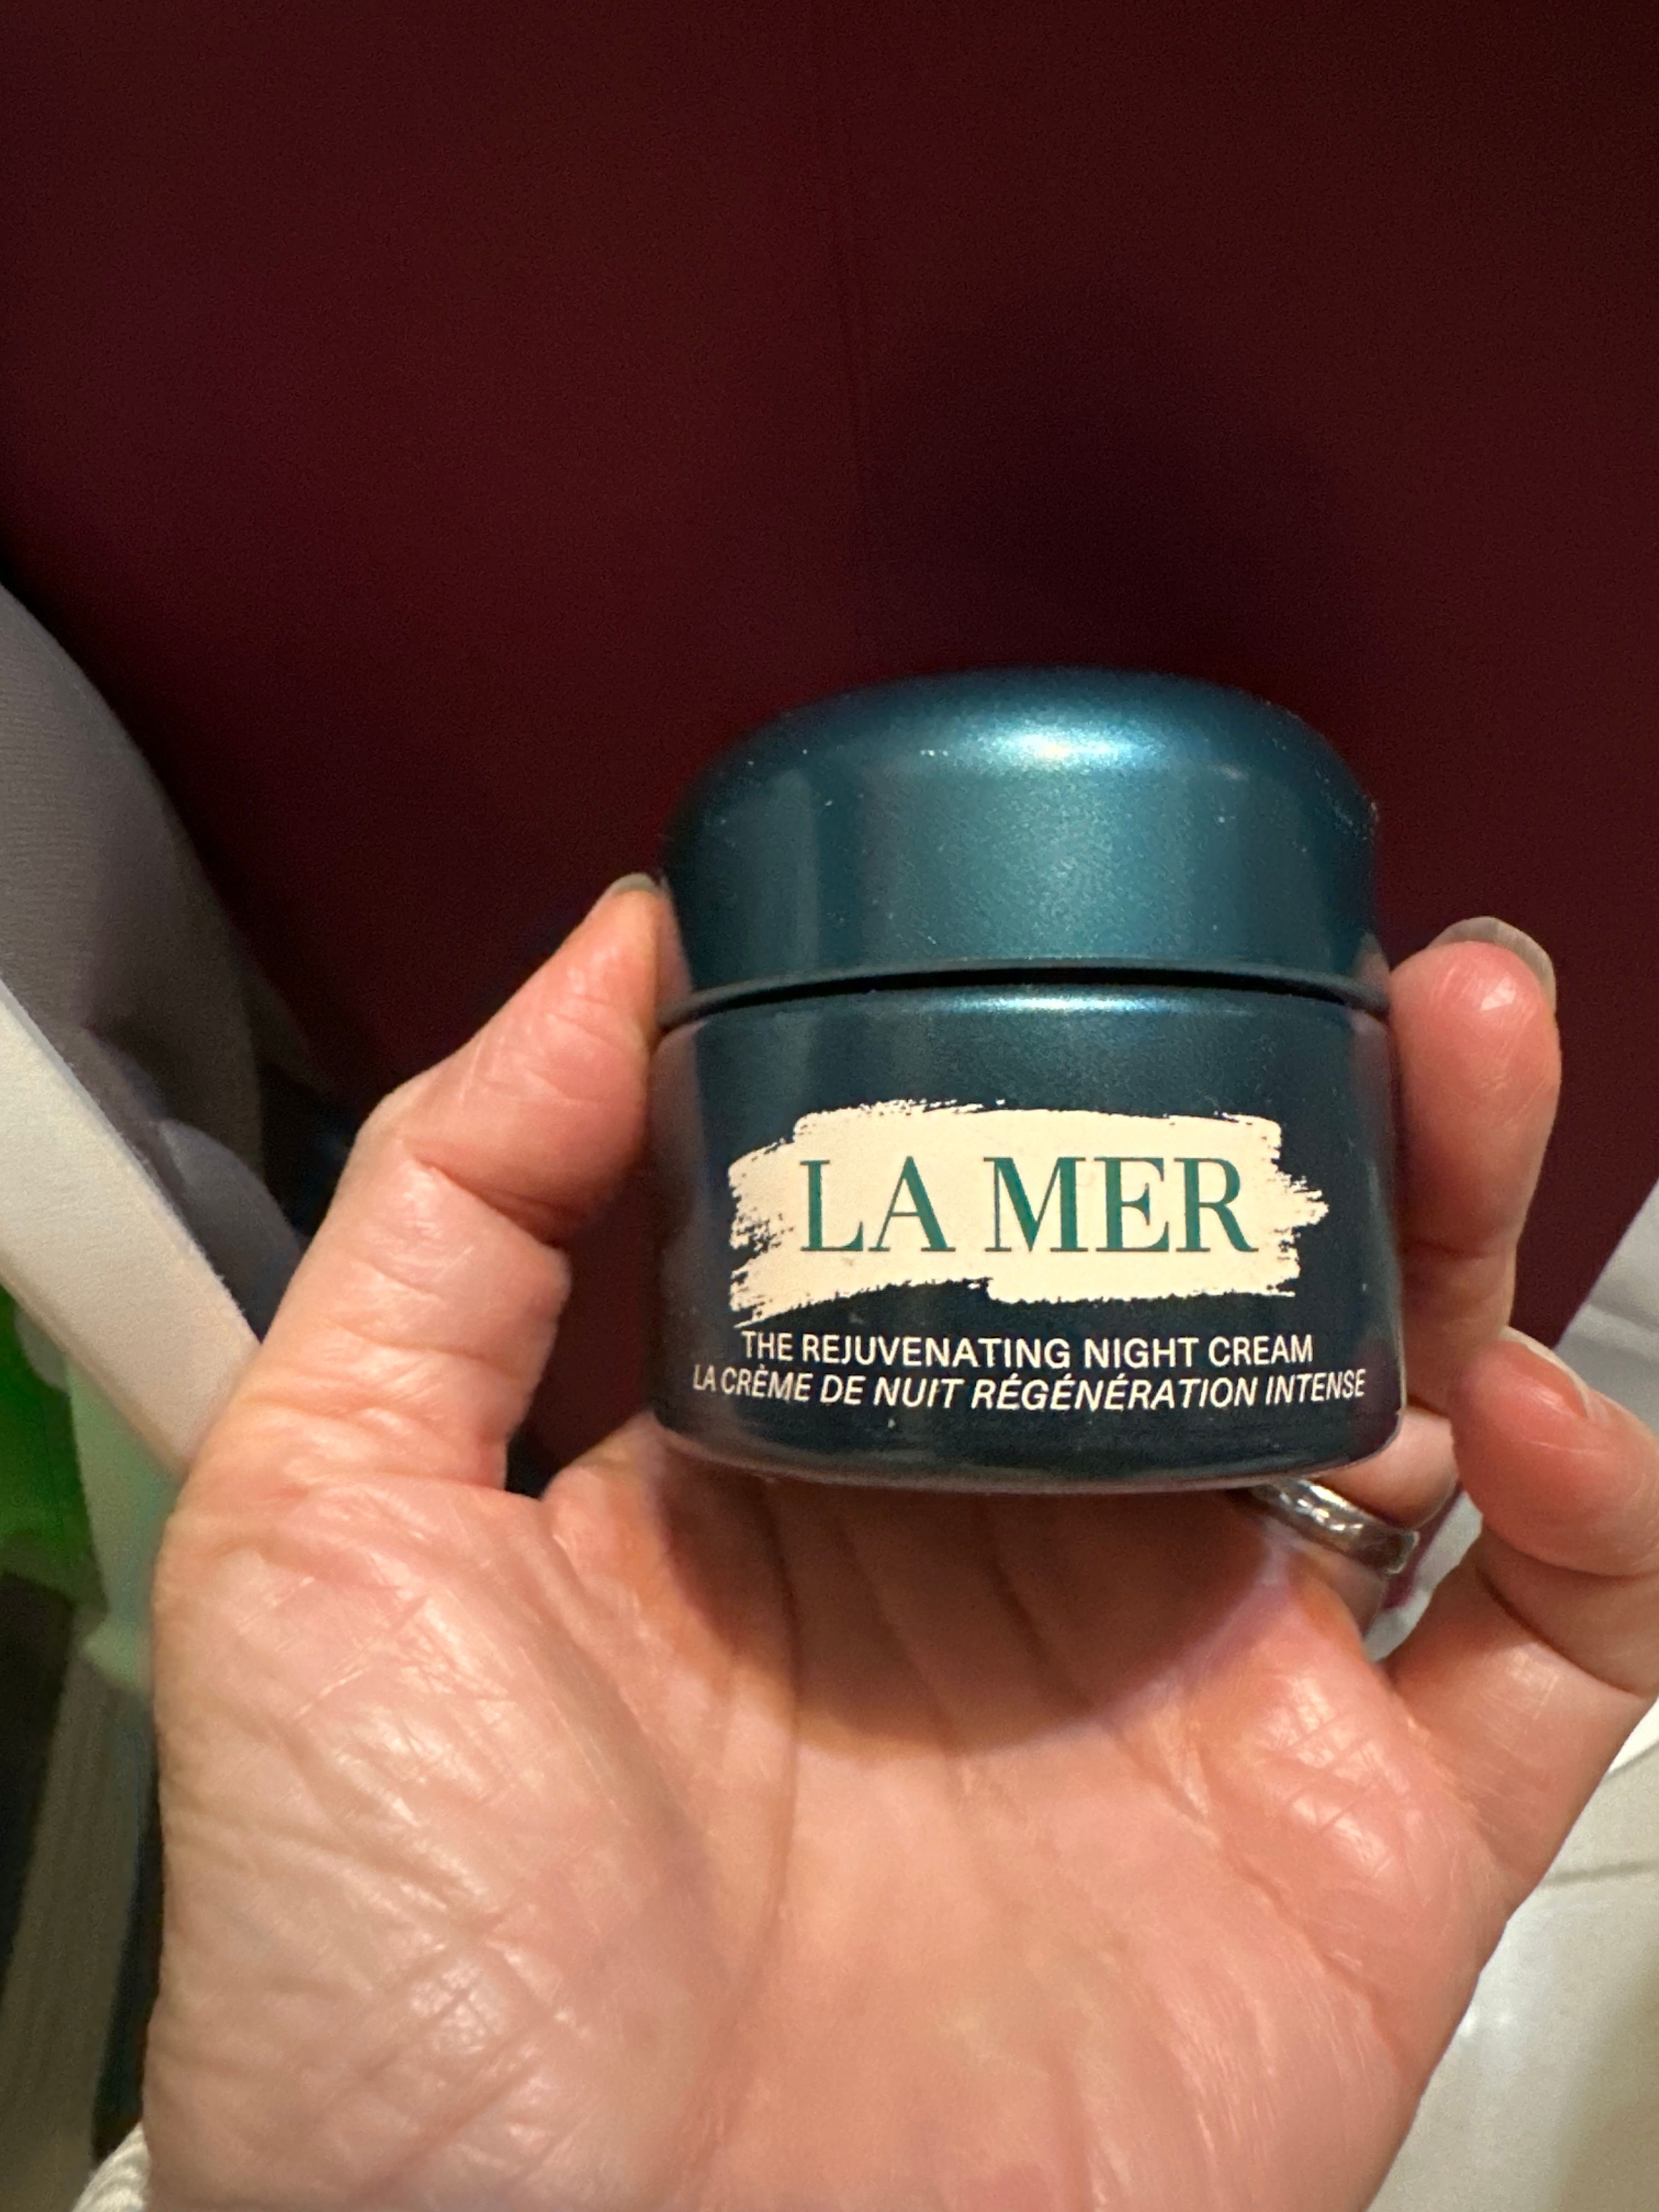 LA MER
THE REJUVENATING NIGHT CREAM
LA CRÈME DE NUIT RÉGÉNÉRATION INTENSE